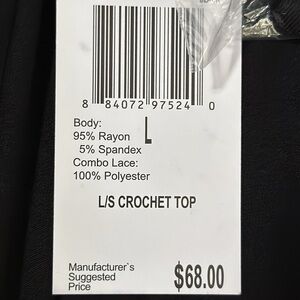 8 84072 97524 0
Body:
95% Rayon L
5% Spandex
Combo Lace:
100% Polyester
L/S CROCHET TOP
Manufacturer`s
Suggested
Price $68.00